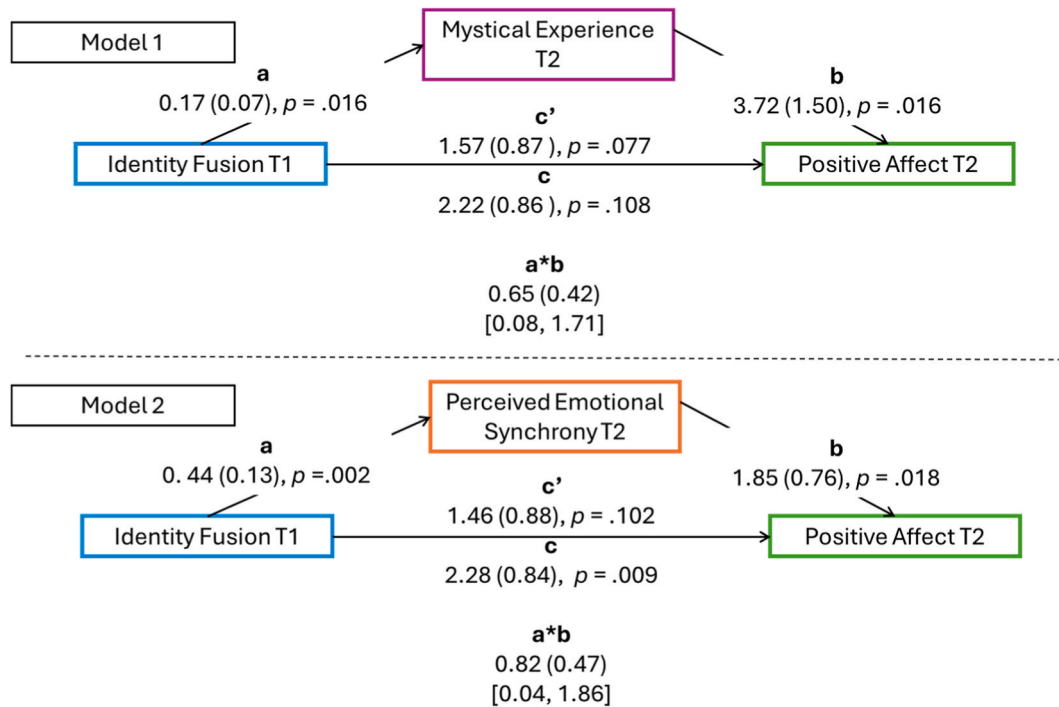 Model 1
Mystical Experience
T2
a
0.17 (0.07), p = .016
b
3.72 (1.50), p = .016
c’
1.57 (0.87 ), p = .077
Identity Fusion T1
Positive Affect T2
c
2.22 (0.86 ), p = .108
a*b
0.65 (0.42)
[0.08, 1.71]
Model 2
Perceived Emotional
Synchrony T2
a
0. 44 (0.13), p =.002
b
1.85 (0.76), p = .018
c’
1.46 (0.88), p = .102
Identity Fusion T1
Positive Affect T2
c
2.28 (0.84), p = .009
a*b
0.82 (0.47)
[0.04, 1.86]